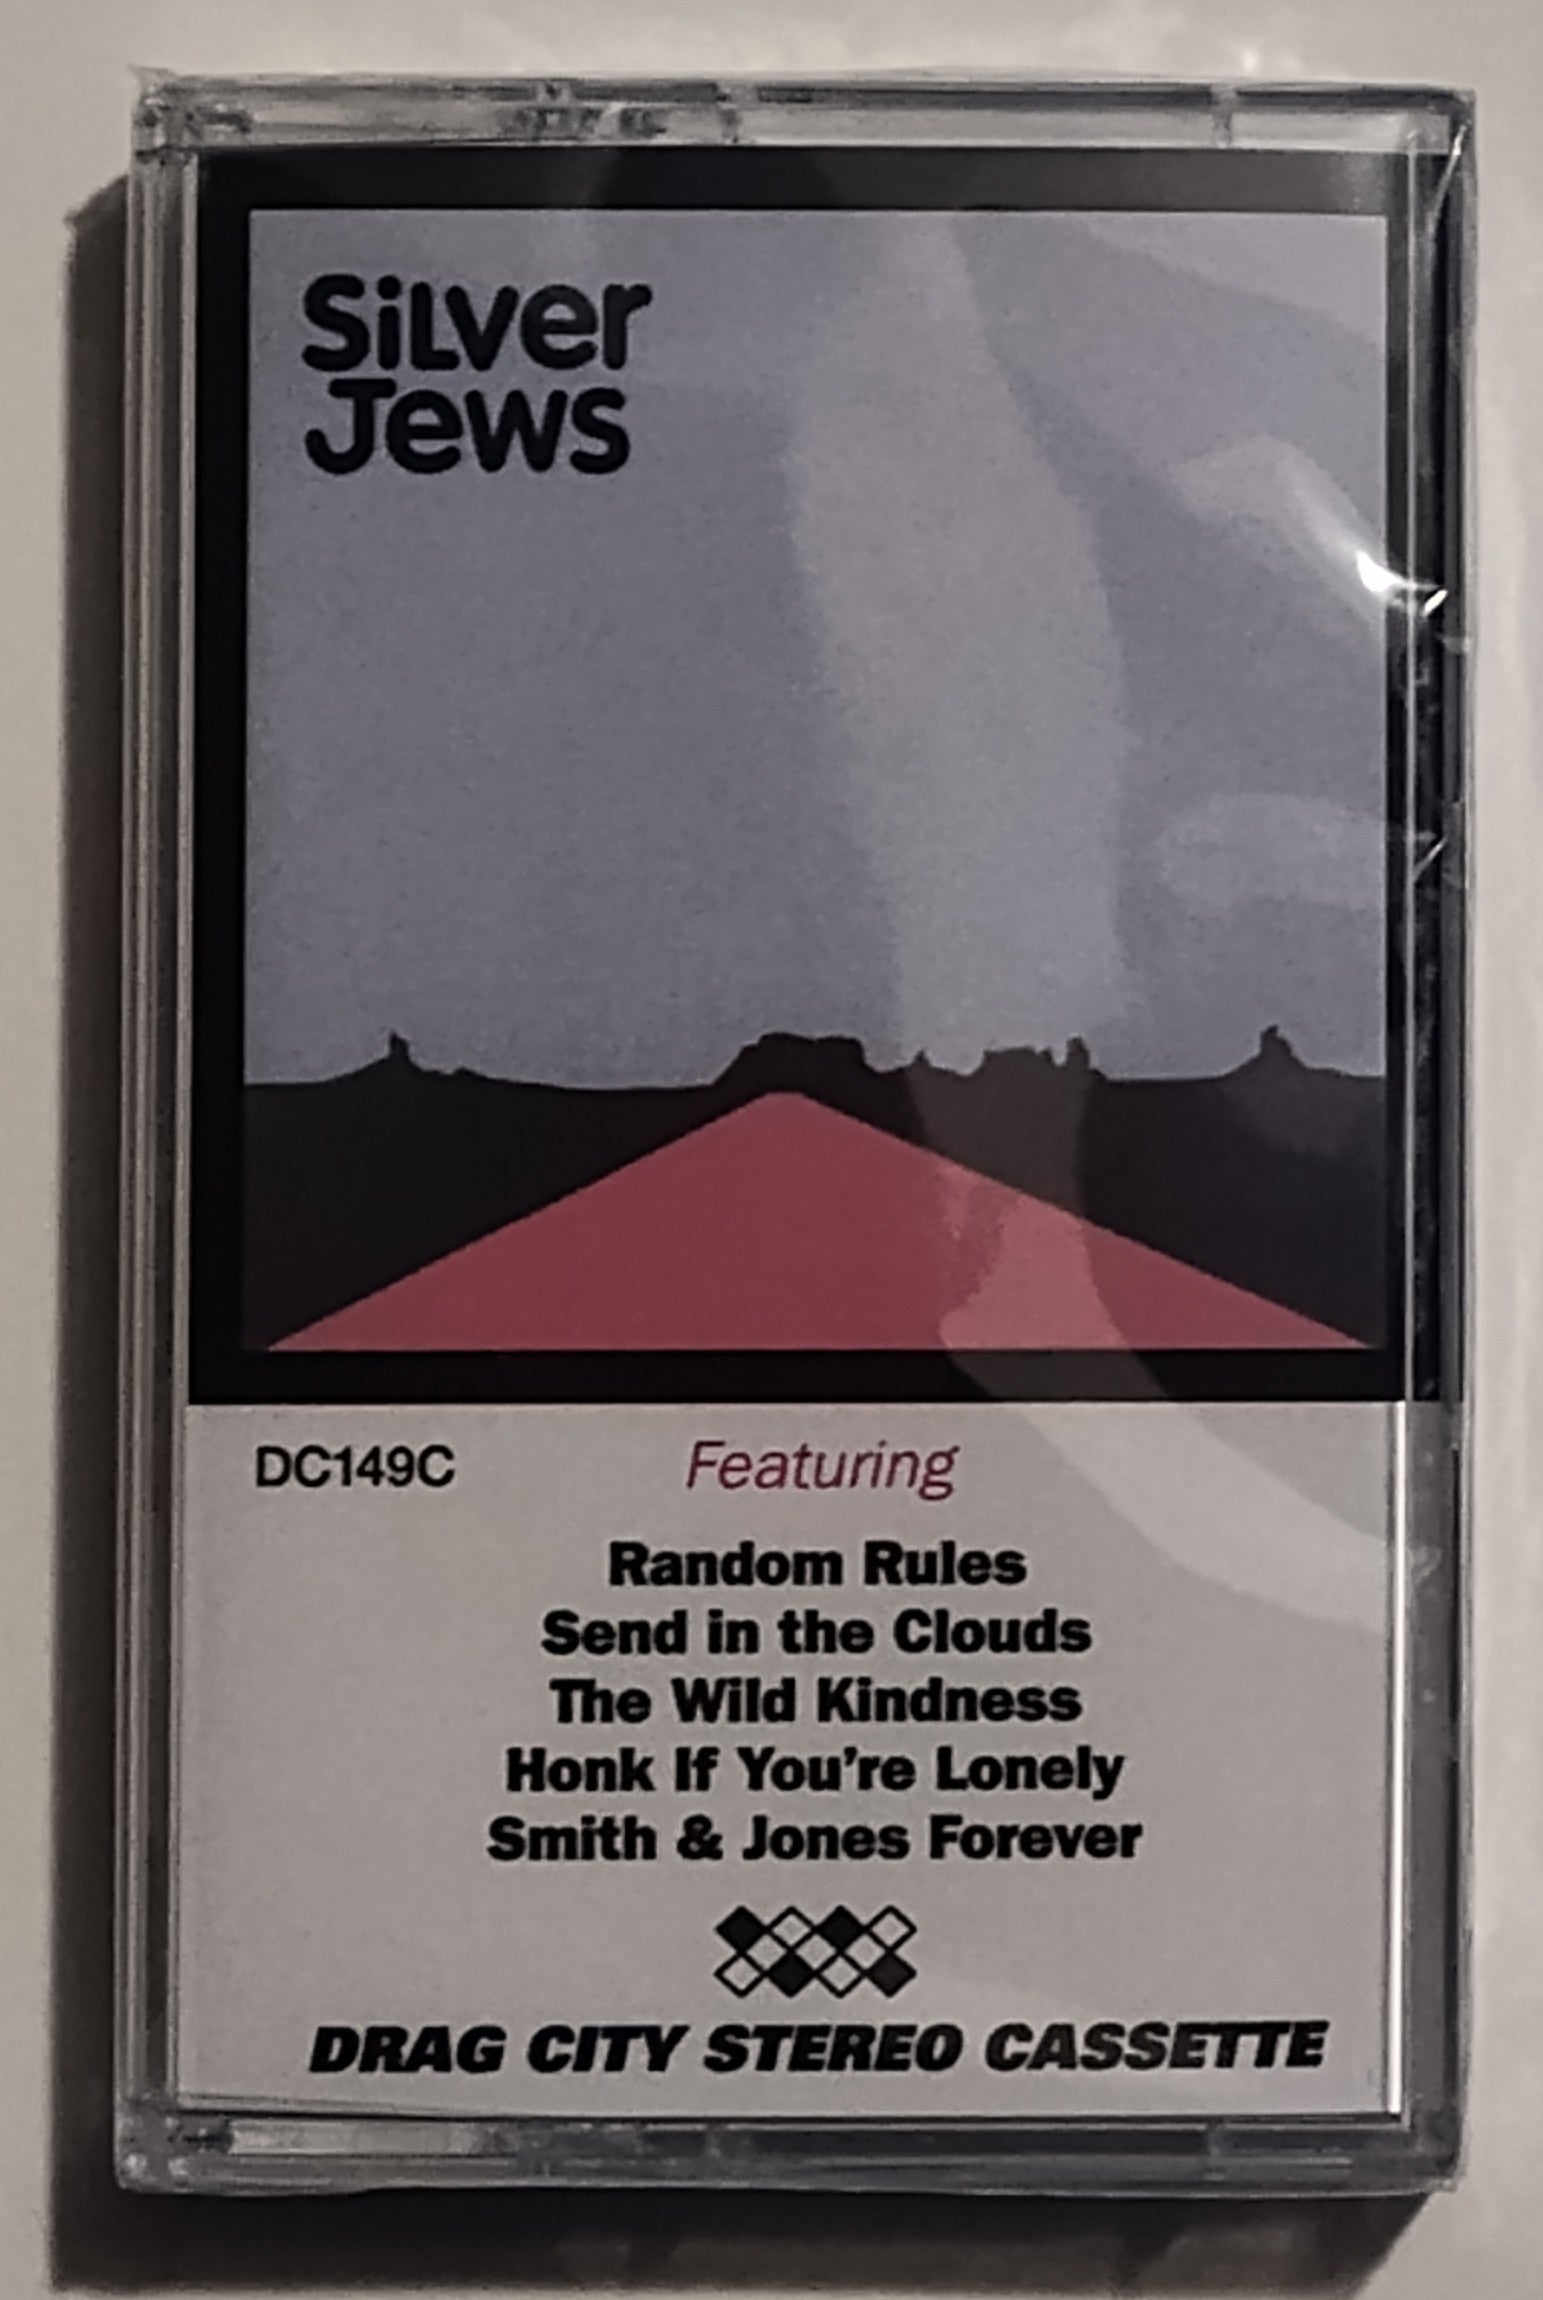 Silver
Jews
DC149C
Featuring
Random Rules
Send in the Clouds
The Wild Kindness
Honk If You're Lonely
Smith & Jones Forever
DRAG CITY STEREO CASSETTE